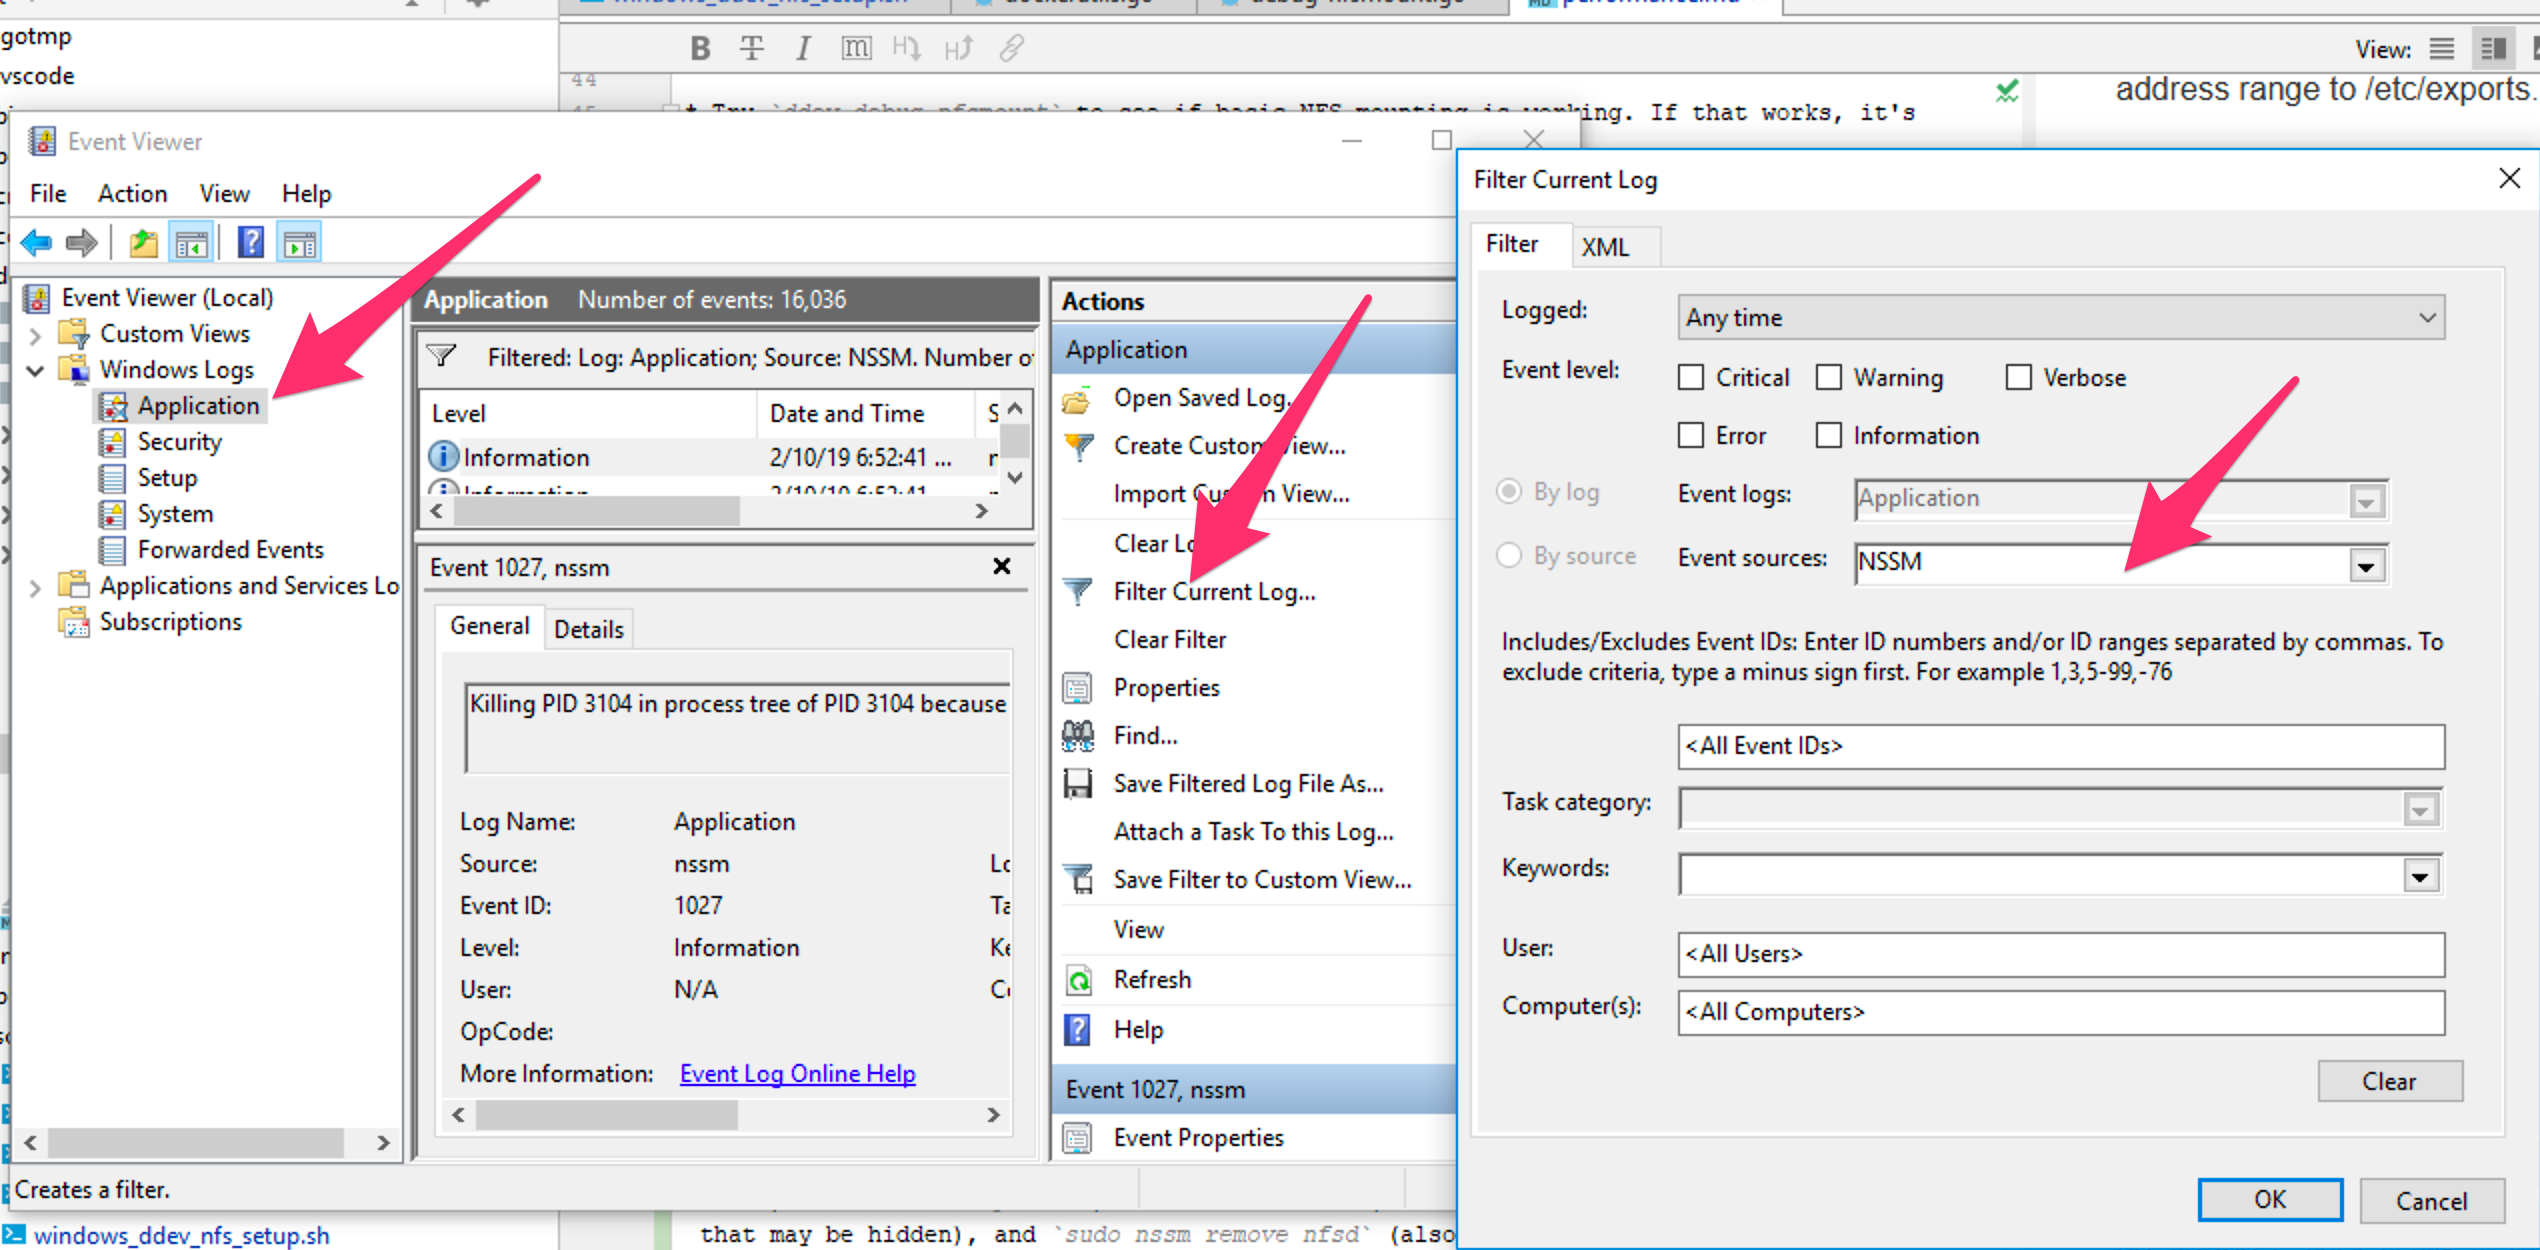 gotmp
vscode
View:
44
address range to /etc/exports.
working. If that works, it's
Event Viewer
File Action View Help
Event Viewer (Local)
Custom Views
Windows Logs
Application
Security
Setup
System
Forwarded Events
Applications and Services Lo
Subscriptions
Application Number of events: 16,036
Filtered: Log: Application; Source: NSSM. Number o
Level Date and Time S
Information 2/10/19 6:52:41 ...
Information 2/10/19 6:52:41
Event 1027, nssm
General Details
Killing PID 3104 in process tree of PID 3104 because
Log Name: Application
Source: nssm
Event ID: 1027
Level: Information
User: N/A
OpCode:
More Information: Event Log Online Help
Actions
Application
Open Saved Log.
Create Custom View...
Import Custom View...
Clear Lo
Filter Current Log...
Clear Filter
Properties
Find...
Save Filtered Log File As...
Attach a Task To this Log...
Save Filter to Custom View...
View
Refresh
Help
Event 1027, nssm
Event Properties
Creates a filter.
Filter Current Log
Filter XML
Logged: Any time
Event level: Critical Warning Verbose
Error Information
By log Event logs: Application
By source Event sources: NSSM
Includes/Excludes Event IDs: Enter ID numbers and/or ID ranges separated by commas. To
exclude criteria, type a minus sign first. For example 1,3,5-99,-76
<All Event IDs>
Task category:
Keywords:
User: <All Users>
Computer(s): <All Computers>
Clear
OK Cancel
windows_ddev_nfs_setup.sh
that may be hidden), and `sudo nssm remove nfsd` (also